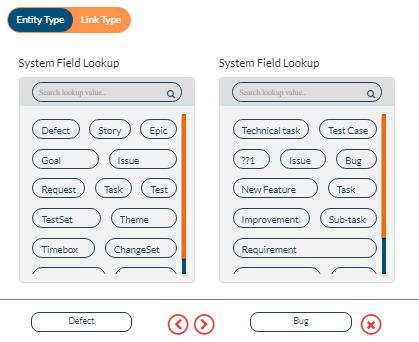 Entity Type Link Type
System Field Lookup System Field Lookup
Search lookup value.. Search lookup value..
Defect Story Epic Technical task Test Case
Goal Issue ??1 Issue Bug
Request Task Test New Feature Task
TestSet Theme Improvement Sub-task
Timebox ChangeSet Requirement
Defect Bug